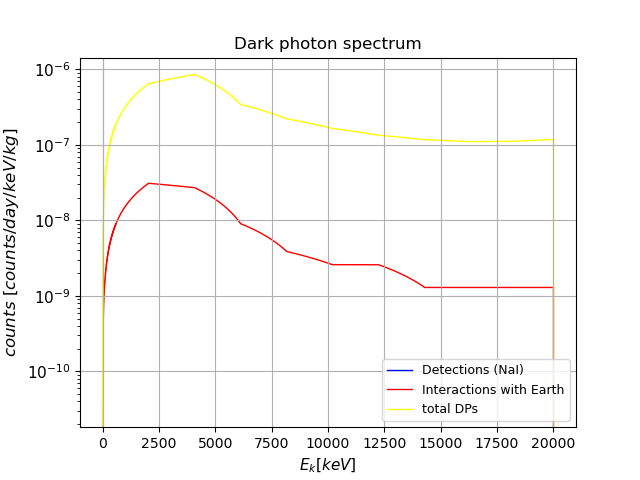 Dark photon spectrum
counts [counts/day/keV/kg]
10⁻⁶
10⁻⁷
10⁻⁸
10⁻⁹
10⁻¹⁰
Detections (NaI)
Interactions with Earth
total DPs
0 2500 5000 7500 10000 12500 15000 17500 20000
Eₖ[keV]